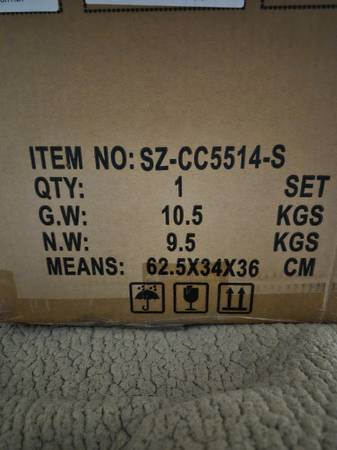 ITEM NO: SZ-CC5514-S
QTY: 1 SET
G.W: 10.5 KGS
N.W: 9.5 KGS
MEANS: 62.5X34X36 CM